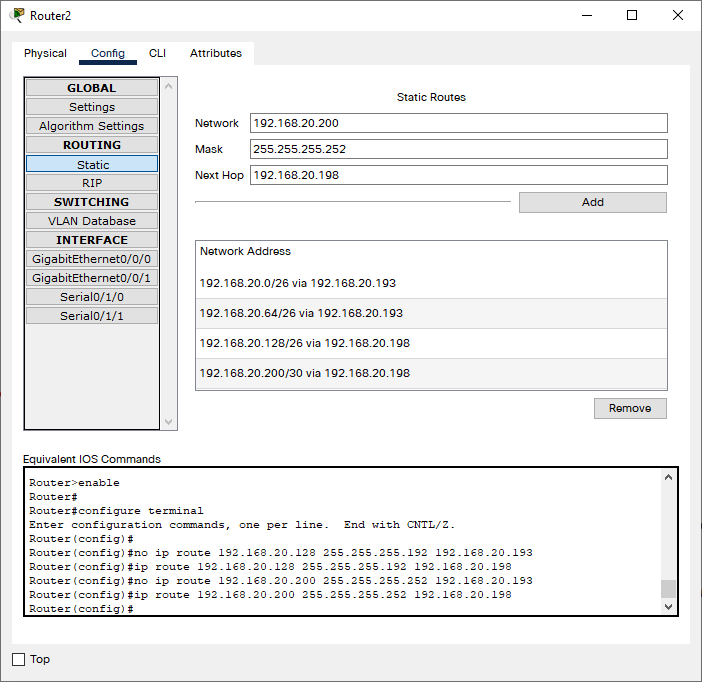 Router2
Physical Config CLI Attributes
GLOBAL
Settings
Algorithm Settings
ROUTING
Static
RIP
SWITCHING
VLAN Database
INTERFACE
GigabitEthernet0/0/0
GigabitEthernet0/0/1
Serial0/1/0
Serial0/1/1
Static Routes
Network 192.168.20.200
Mask 255.255.255.252
Next Hop 192.168.20.198
Add
Network Address
192.168.20.0/26 via 192.168.20.193
192.168.20.64/26 via 192.168.20.193
192.168.20.128/26 via 192.168.20.198
192.168.20.200/30 via 192.168.20.198
Remove
Equivalent IOS Commands
Router>enable
Router#
Router#configure terminal
Enter configuration commands, one per line.  End with CNTL/Z.
Router(config)#
Router(config)#no ip route 192.168.20.128 255.255.255.192 192.168.20.193
Router(config)#ip route 192.168.20.128 255.255.255.192 192.168.20.198
Router(config)#no ip route 192.168.20.200 255.255.255.252 192.168.20.193
Router(config)#ip route 192.168.20.200 255.255.255.252 192.168.20.198
Router(config)#
Top